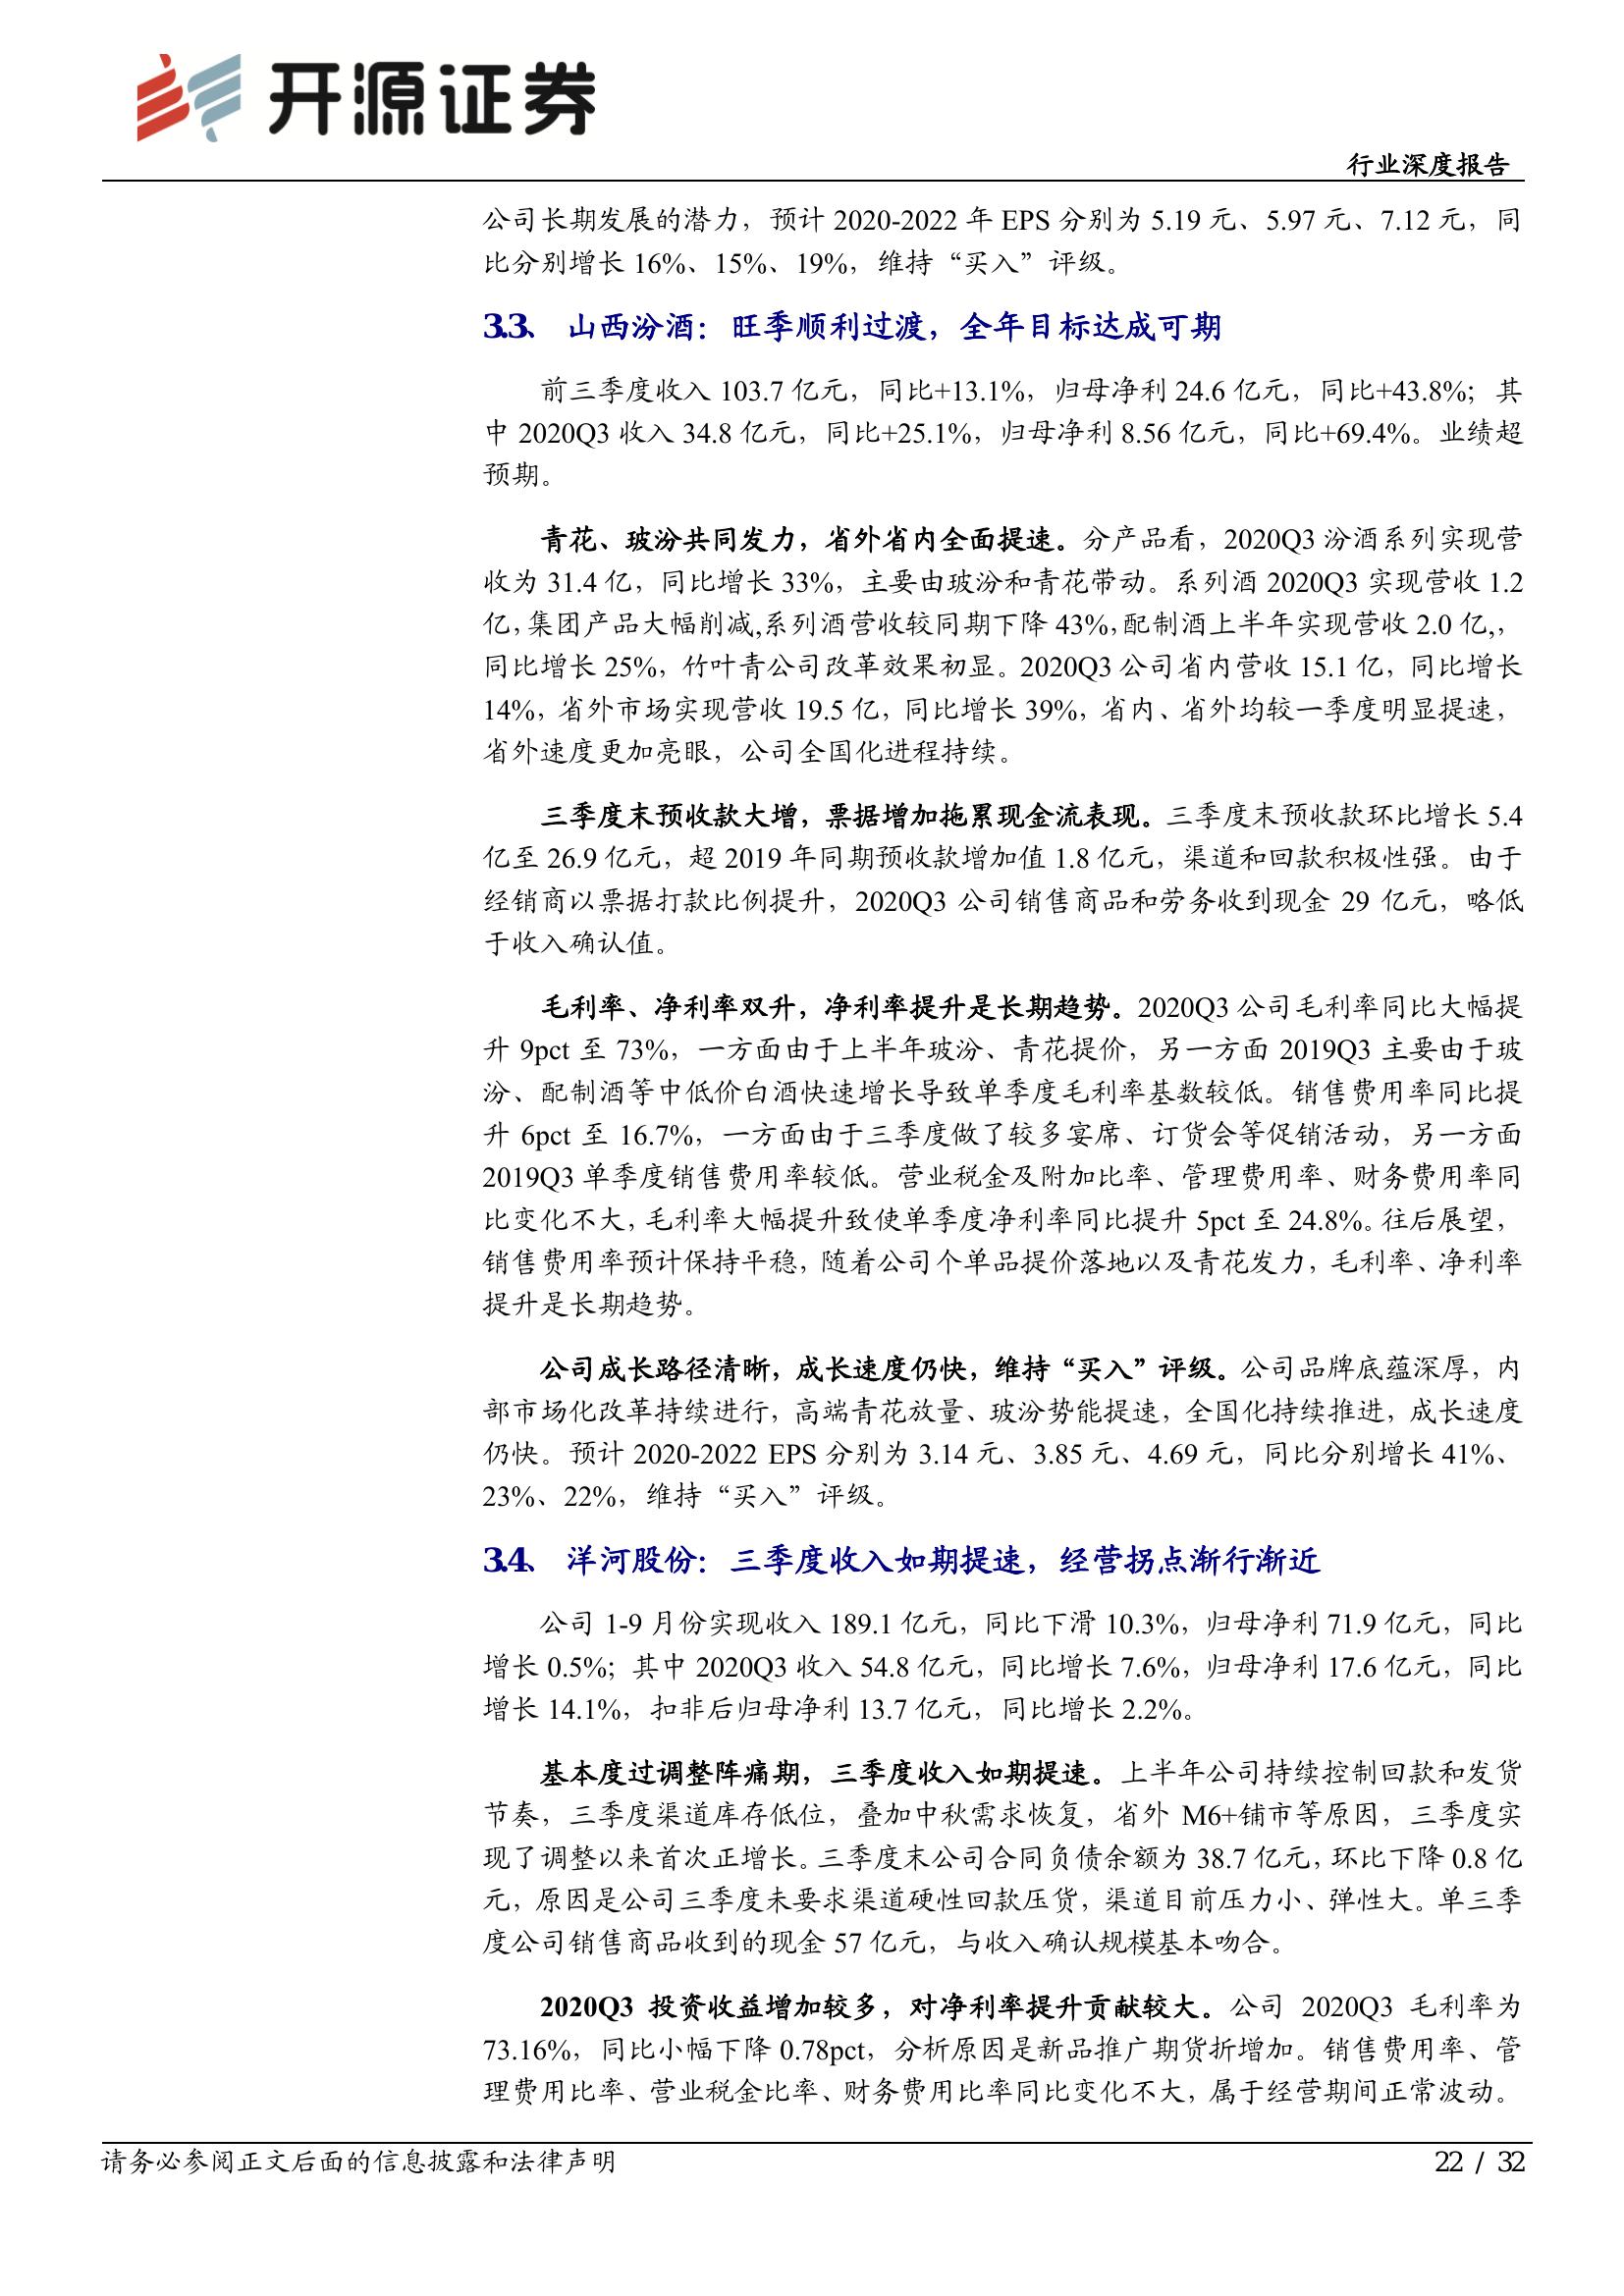 开源证券
行业深度报告
公司长期发展的潜力，预计 2020-2022 年 EPS 分别为 5.19 元、5.97 元、7.12 元，同
比分别增长 16%、15%、19%，维持“买入”评级。
3.3、 山西汾酒：旺季顺利过渡，全年目标达成可期
前三季度收入 103.7 亿元，同比+13.1%，归母净利 24.6 亿元，同比+43.8%；其
中 2020Q3 收入 34.8 亿元，同比+25.1%，归母净利 8.56 亿元，同比+69.4%。业绩超
预期。
青花、玻汾共同发力，省外省内全面提速。分产品看，2020Q3 汾酒系列实现营
收为 31.4 亿，同比增长 33%，主要由玻汾和青花带动。系列酒 2020Q3 实现营收 1.2
亿，集团产品大幅削减,系列酒营收较同期下降 43%，配制酒上半年实现营收 2.0 亿,，
同比增长 25%，竹叶青公司改革效果初显。2020Q3 公司省内营收 15.1 亿，同比增长
14%，省外市场实现营收 19.5 亿，同比增长 39%，省内、省外均较一季度明显提速，
省外速度更加亮眼，公司全国化进程持续。
三季度末预收款大增，票据增加拖累现金流表现。三季度末预收款环比增长 5.4
亿至 26.9 亿元，超 2019 年同期预收款增加值 1.8 亿元，渠道和回款积极性强。由于
经销商以票据打款比例提升，2020Q3 公司销售商品和劳务收到现金 29 亿元，略低
于收入确认值。
毛利率、净利率双升，净利率提升是长期趋势。2020Q3 公司毛利率同比大幅提
升 9pct 至 73%，一方面由于上半年玻汾、青花提价，另一方面 2019Q3 主要由于玻
汾、配制酒等中低价白酒快速增长导致单季度毛利率基数较低。销售费用率同比提
升 6pct 至 16.7%，一方面由于三季度做了较多宴席、订货会等促销活动，另一方面
2019Q3 单季度销售费用率较低。营业税金及附加比率、管理费用率、财务费用率同
比变化不大，毛利率大幅提升致使单季度净利率同比提升 5pct 至 24.8%。往后展望，
销售费用率预计保持平稳，随着公司个单品提价落地以及青花发力，毛利率、净利率
提升是长期趋势。
公司成长路径清晰，成长速度仍快，维持“买入”评级。公司品牌底蕴深厚，内
部市场化改革持续进行，高端青花放量、玻汾势能提速，全国化持续推进，成长速度
仍快。预计 2020-2022 EPS 分别为 3.14 元、3.85 元、4.69 元，同比分别增长 41%、
23%、22%，维持“买入”评级。
3.4、 洋河股份：三季度收入如期提速，经营拐点渐行渐近
公司 1-9 月份实现收入 189.1 亿元，同比下滑 10.3%，归母净利 71.9 亿元，同比
增长 0.5%；其中 2020Q3 收入 54.8 亿元，同比增长 7.6%，归母净利 17.6 亿元，同比
增长 14.1%，扣非后归母净利 13.7 亿元，同比增长 2.2%。
基本度过调整阵痛期，三季度收入如期提速。上半年公司持续控制回款和发货
节奏，三季度渠道库存低位，叠加中秋需求恢复，省外 M6+铺市等原因，三季度实
现了调整以来首次正增长。三季度末公司合同负债余额为 38.7 亿元，环比下降 0.8 亿
元，原因是公司三季度未要求渠道硬性回款压货，渠道目前压力小、弹性大。单三季
度公司销售商品收到的现金 57 亿元，与收入确认规模基本吻合。
2020Q3 投资收益增加较多，对净利率提升贡献较大。公司 2020Q3 毛利率为
73.16%，同比小幅下降 0.78pct，分析原因是新品推广期货折增加。销售费用率、管
理费用比率、营业税金比率、财务费用比率同比变化不大，属于经营期间正常波动。
请务必参阅正文后面的信息披露和法律声明
22 / 32